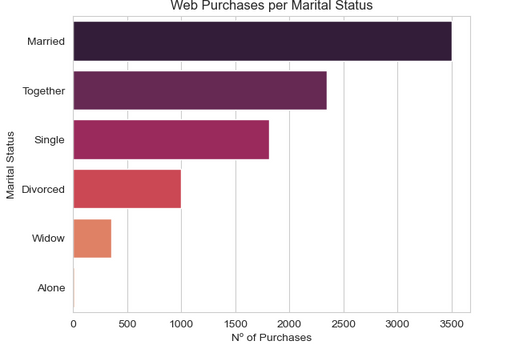 Web Purchases per Marital Status
Married
Together
Single
Divorced
Widow
Alone
Marital Status
0 500 1000 1500 2000 2500 3000 3500
Nº of Purchases